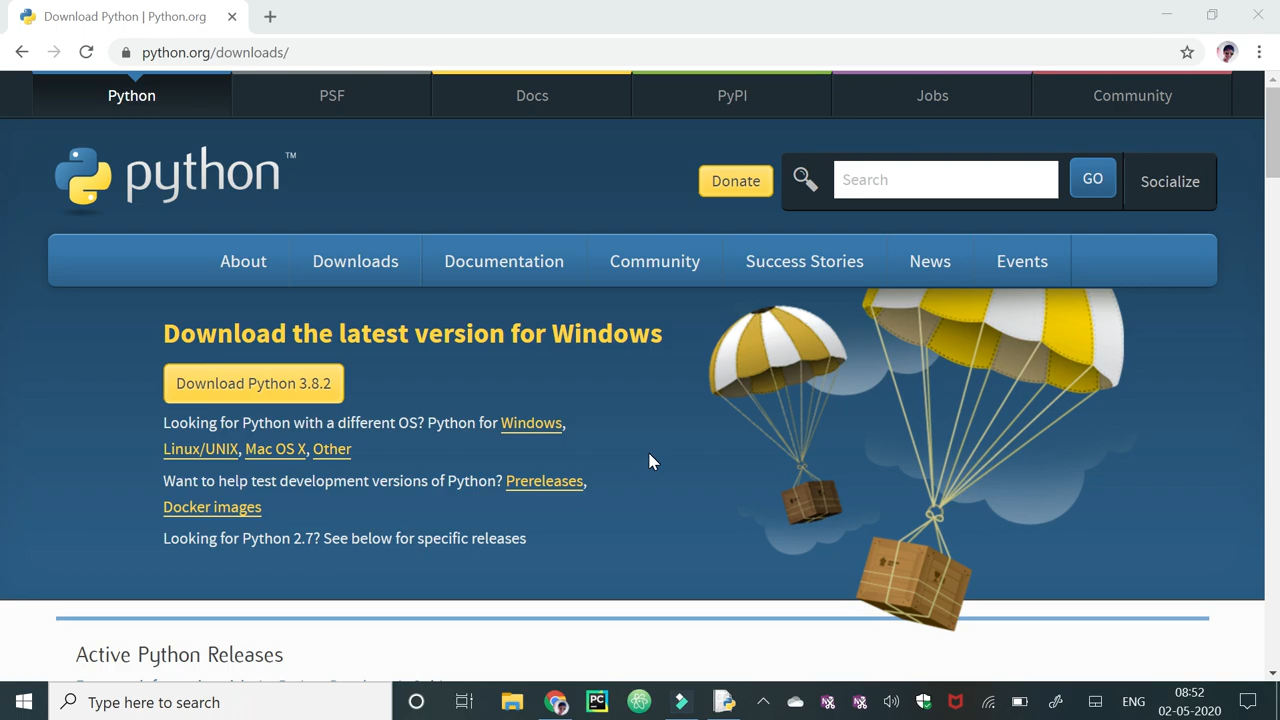 Download Python | Python.org
python.org/downloads/
Python PSF Docs PyPI Jobs Community
python™
Donate Search GO Socialize
About Downloads Documentation Community Success Stories News Events
Download the latest version for Windows
Download Python 3.8.2
Looking for Python with a different OS? Python for Windows,
Linux/UNIX, Mac OS X, Other
Want to help test development versions of Python? Prereleases,
Docker images
Looking for Python 2.7? See below for specific releases
Active Python Releases
Type here to search
PC
ENG
08:52
02-05-2020